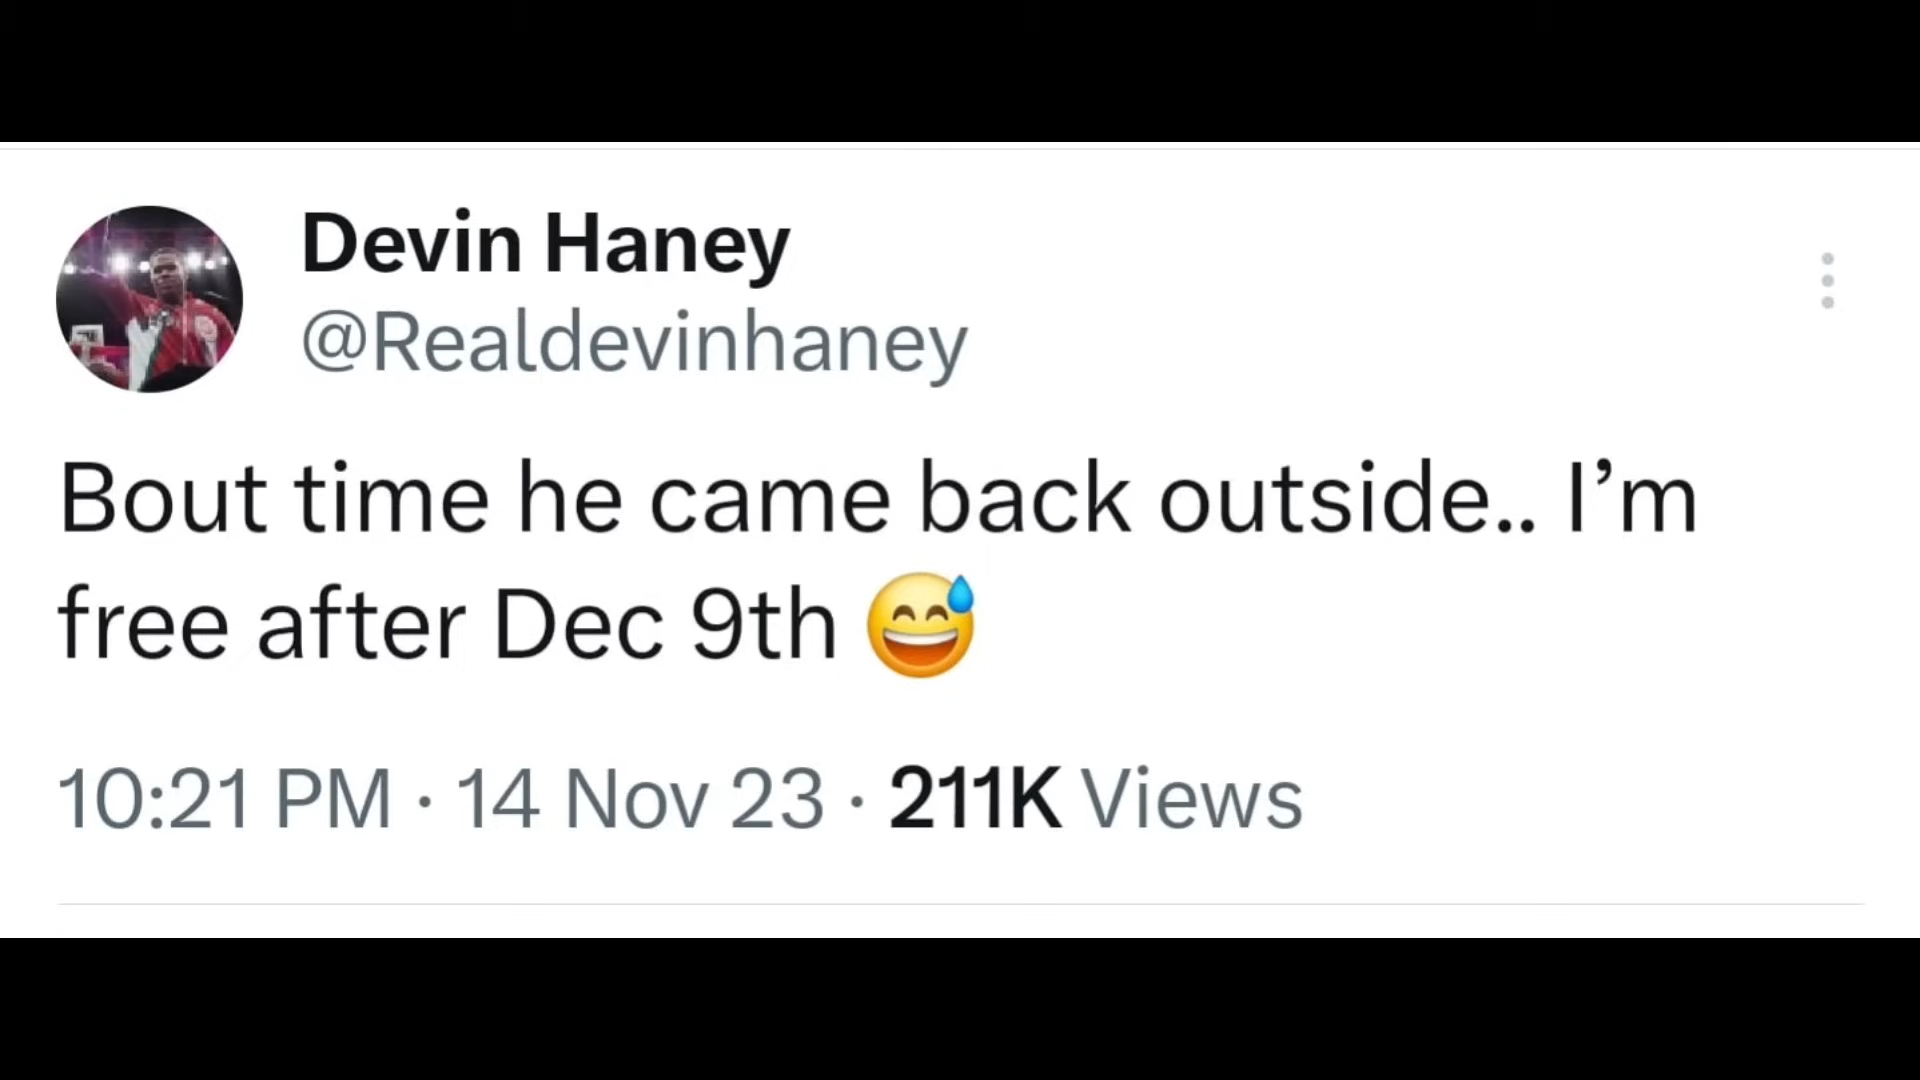 Devin Haney
@Realdevinhaney
Bout time he came back outside.. I’m
free after Dec 9th 😅
10:21 PM · 14 Nov 23 · 211K Views